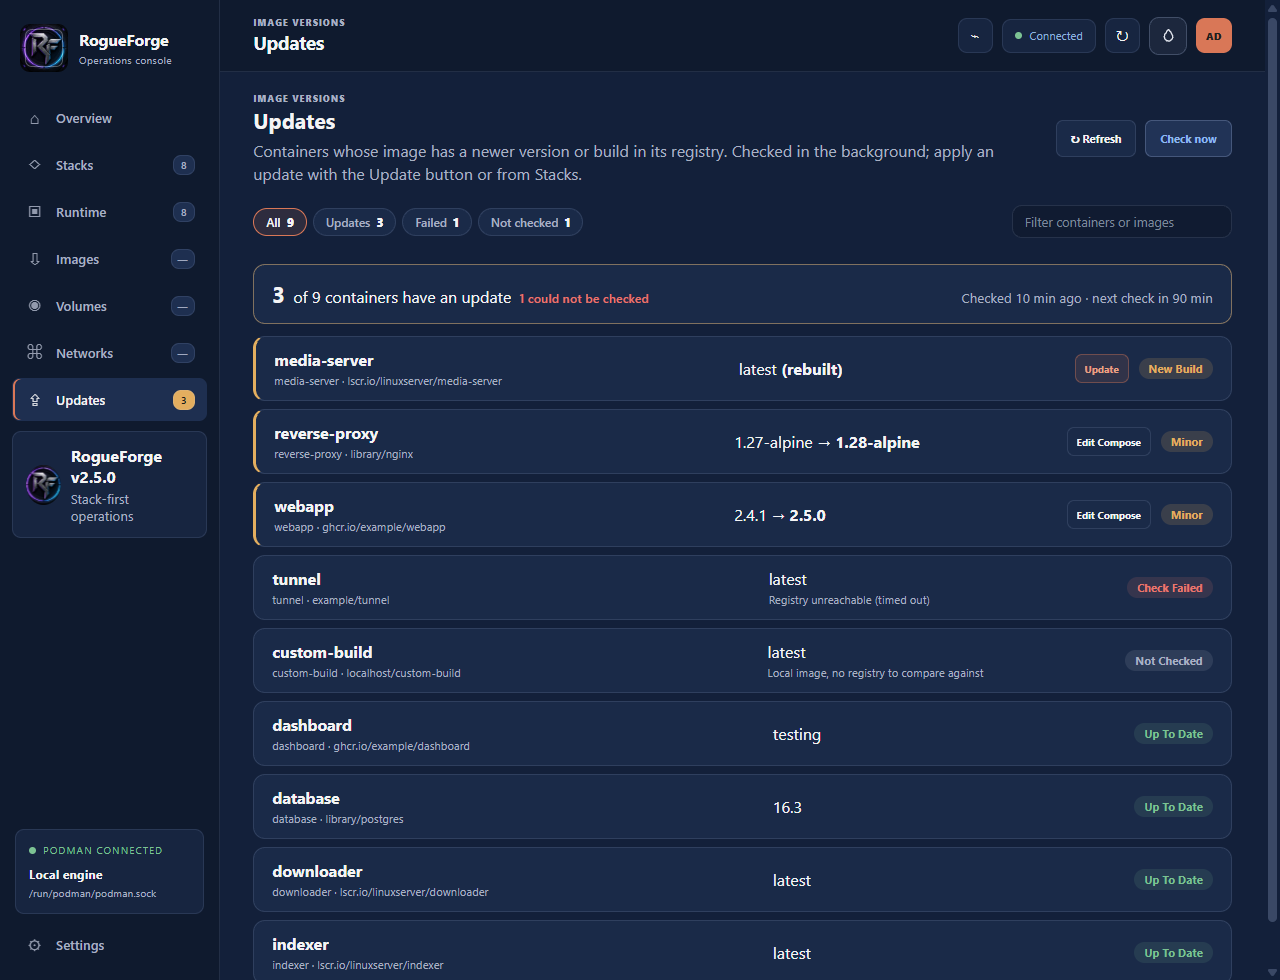 RogueForge
Operations console
Overview
Stacks 8
Runtime 8
Images —
Volumes —
Networks —
Updates 3
RogueForge
v2.5.0
Stack-first
operations
PODMAN CONNECTED
Local engine
/run/podman/podman.sock
Settings
IMAGE VERSIONS
Updates
Connected
AD
IMAGE VERSIONS
Updates
Containers whose image has a newer version or build in its registry. Checked in the background; apply an
update with the Update button or from Stacks.
↻ Refresh
Check now
All 9
Updates 3
Failed 1
Not checked 1
Filter containers or images
3 of 9 containers have an update 1 could not be checked
Checked 10 min ago · next check in 90 min
media-server
media-server · lscr.io/linuxserver/media-server
latest (rebuilt)
Update
New Build
reverse-proxy
reverse-proxy · library/nginx
1.27-alpine → 1.28-alpine
Edit Compose
Minor
webapp
webapp · ghcr.io/example/webapp
2.4.1 → 2.5.0
Edit Compose
Minor
tunnel
tunnel · example/tunnel
latest
Registry unreachable (timed out)
Check Failed
custom-build
custom-build · localhost/custom-build
latest
Local image, no registry to compare against
Not Checked
dashboard
dashboard · ghcr.io/example/dashboard
testing
Up To Date
database
database · library/postgres
16.3
Up To Date
downloader
downloader · lscr.io/linuxserver/downloader
latest
Up To Date
indexer
indexer · lscr.io/linuxserver/indexer
latest
Up To Date